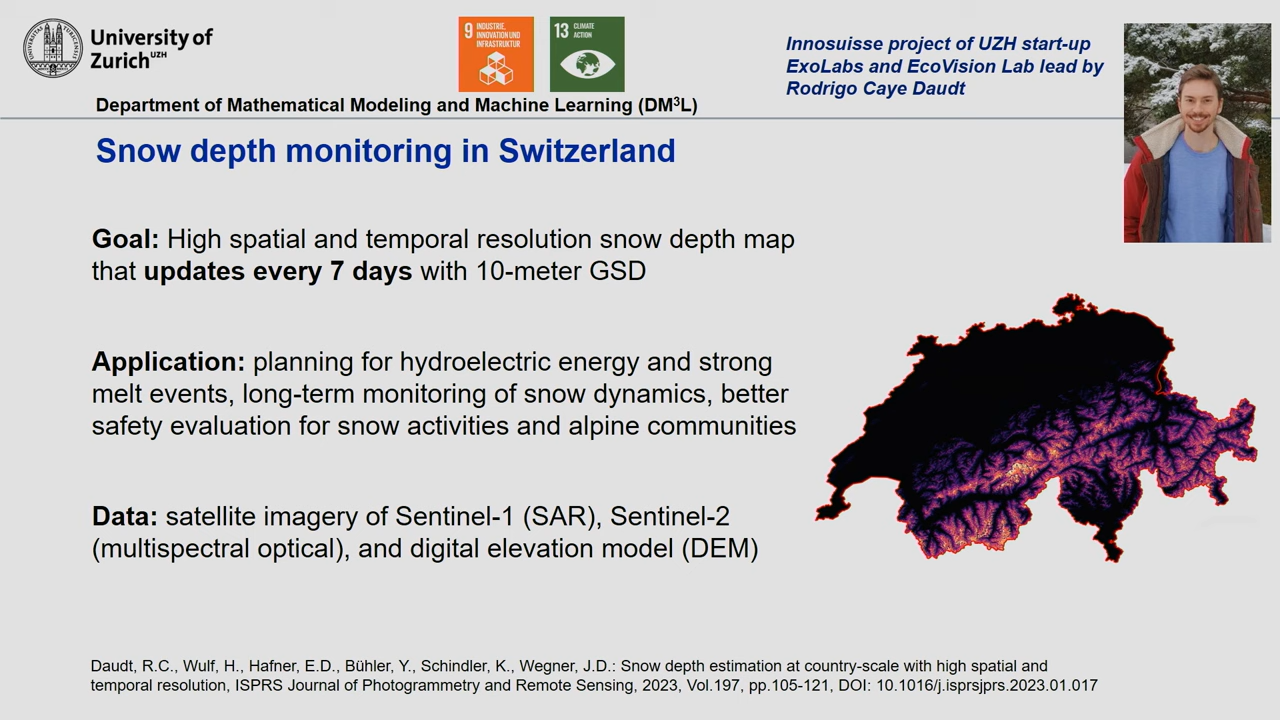 University of
Zurich UZH
9 INDUSTRIE,
INNOVATION UND
INFRASTRUKTUR
13 CLIMATE
ACTION
Innosuisse project of UZH start-up
ExoLabs and EcoVision Lab lead by
Rodrigo Caye Daudt
Department of Mathematical Modeling and Machine Learning (DM³L)
Snow depth monitoring in Switzerland
Goal: High spatial and temporal resolution snow depth map
that updates every 7 days with 10-meter GSD
Application: planning for hydroelectric energy and strong
melt events, long-term monitoring of snow dynamics, better
safety evaluation for snow activities and alpine communities
Data: satellite imagery of Sentinel-1 (SAR), Sentinel-2
(multispectral optical), and digital elevation model (DEM)
Daudt, R.C., Wulf, H., Hafner, E.D., Bühler, Y., Schindler, K., Wegner, J.D.: Snow depth estimation at country-scale with high spatial and
temporal resolution, ISPRS Journal of Photogrammetry and Remote Sensing, 2023, Vol.197, pp.105-121, DOI: 10.1016/j.isprsjprs.2023.01.017